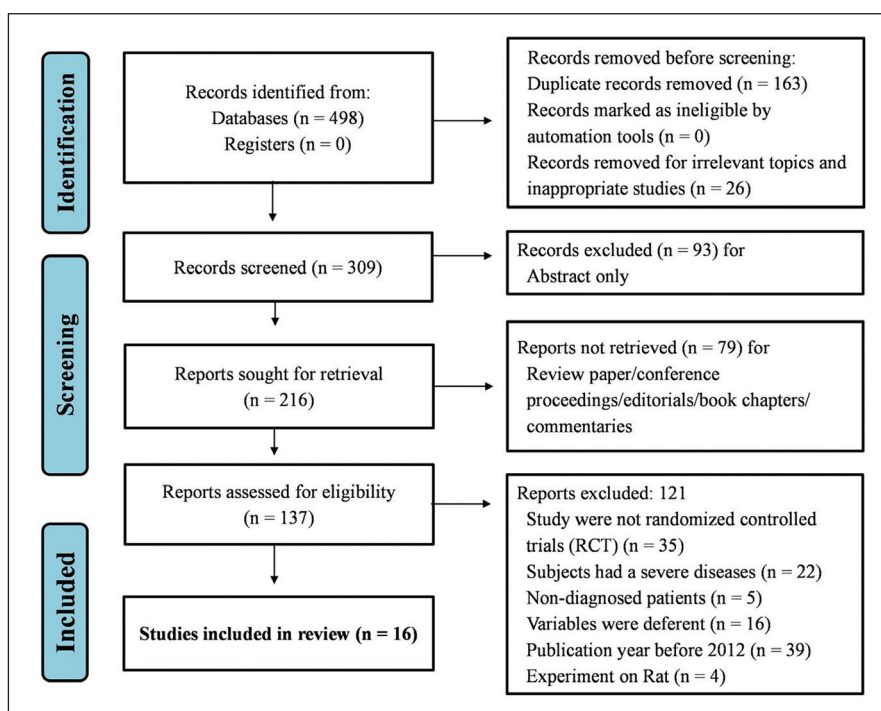 Identification
Records identified from:
Databases (n = 498)
Registers (n = 0)
Records removed before screening:
Duplicate records removed (n = 163)
Records marked as ineligible by
automation tools (n = 0)
Records removed for irrelevant topics and
inappropriate studies (n = 26)
Screening
Records screened (n = 309)
Records excluded (n = 93) for
Abstract only
Reports sought for retrieval
(n = 216)
Reports not retrieved (n = 79) for
Review paper/conference
proceedings/editorials/book chapters/
commentaries
Reports assessed for eligibility
(n = 137)
Reports excluded: 121
Study were not randomized controlled
trials (RCT) (n = 35)
Subjects had a severe diseases (n = 22)
Non-diagnosed patients (n = 5)
Variables were deferent (n = 16)
Publication year before 2012 (n = 39)
Experiment on Rat (n = 4)
Included
Studies included in review (n = 16)